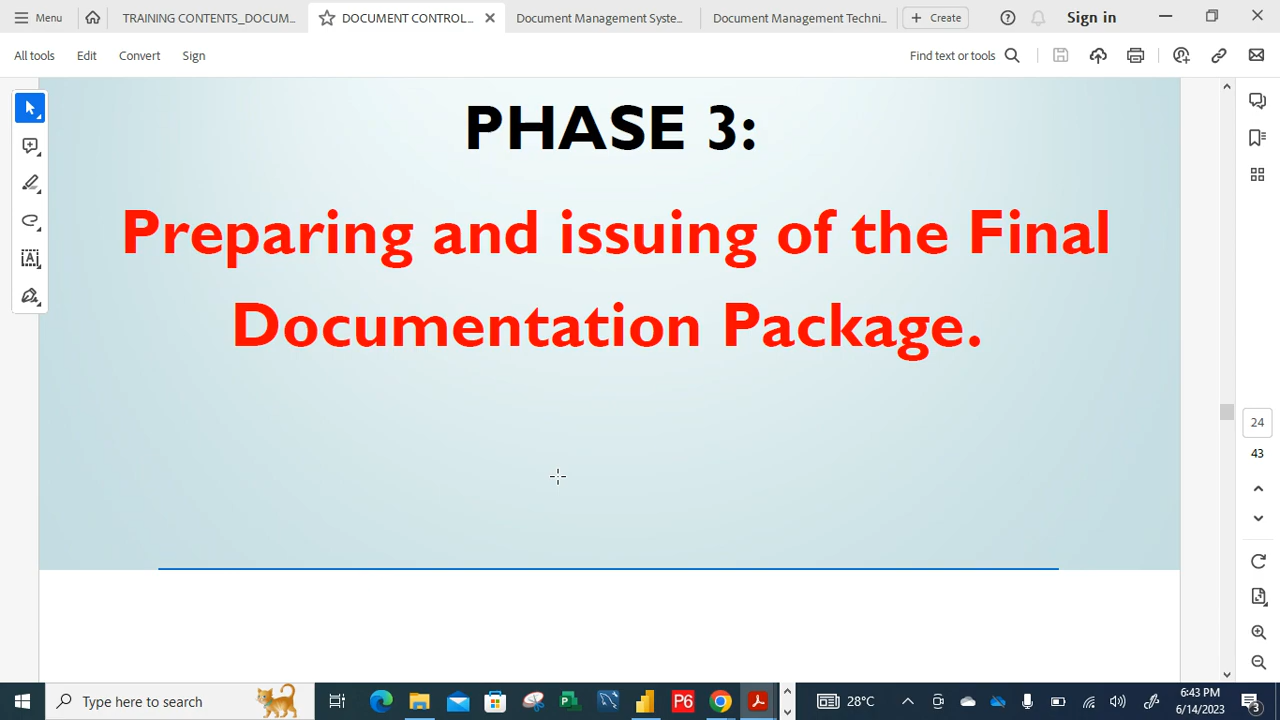 Menu
TRAINING CONTENTS_DOCUM...
DOCUMENT CONTROL...
Document Management Syste...
Document Management Techni...
Create
Sign in
All tools
Edit
Convert
Sign
Find text or tools
PHASE 3:
Preparing and issuing of the Final
Documentation Package.
24
43
Type here to search
P6
28°C
6:43 PM
6/14/2023
3